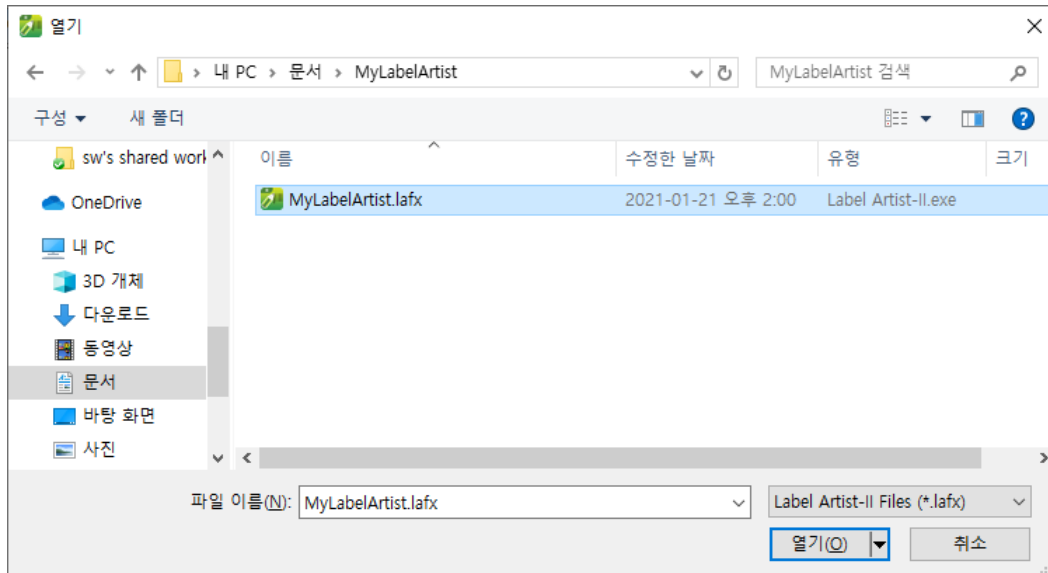 열기
내 PC > 문서 > MyLabelArtist
MyLabelArtist 검색
구성
새 폴더
sw's shared work
이름
수정한 날짜
유형
크기
MyLabelArtist.lafx
2021-01-21 오후 2:00
Label Artist-II.exe
OneDrive
내 PC
3D 개체
다운로드
동영상
문서
바탕 화면
사진
파일 이름(N):
MyLabelArtist.lafx
Label Artist-II Files (*.lafx)
열기(O)
취소